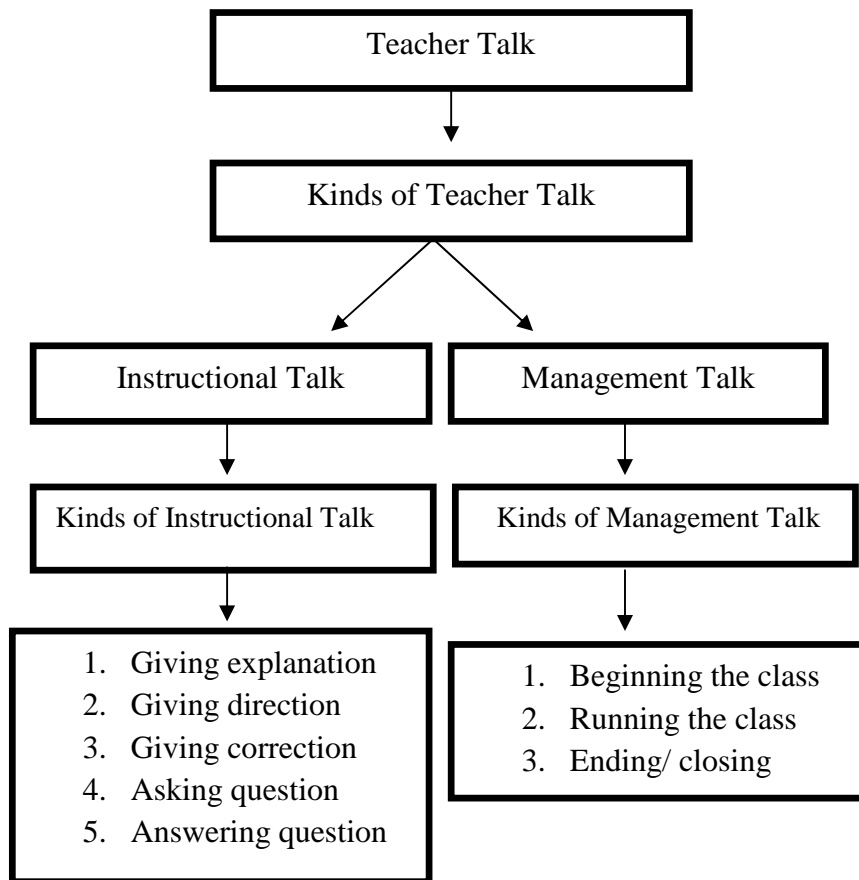 Teacher Talk
Kinds of Teacher Talk
Instructional Talk
Management Talk
Kinds of Instructional Talk
Kinds of Management Talk
1. Giving explanation
2. Giving direction
3. Giving correction
4. Asking question
5. Answering question
1. Beginning the class
2. Running the class
3. Ending/ closing